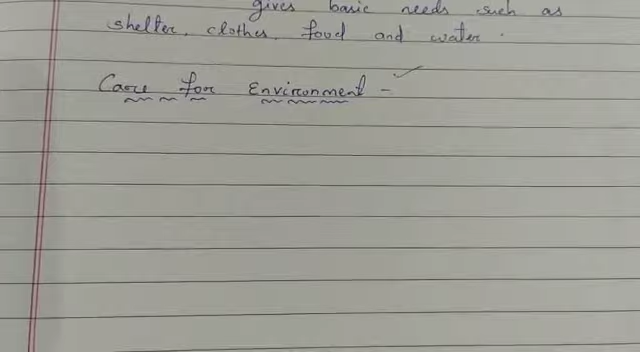 gives basic needs such as
shelter, clothes, food and water.
Care for Environment -